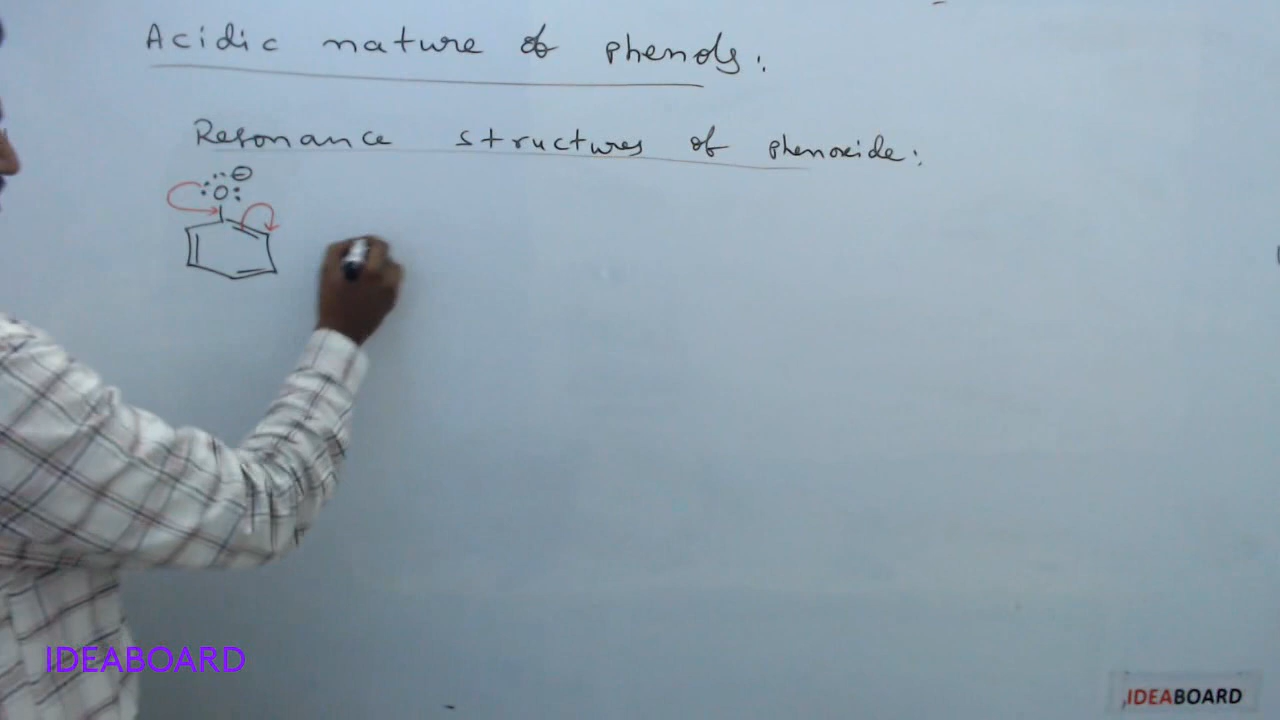 Acidic nature of phenols:
Resonance structures of phenoxide:
:O: ⊖
IDEABOARD
IDEABOARD